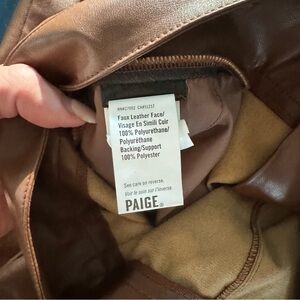 Faux Leather Face/
Visage En Simili Cuir
100% Polyurethane/
Polyuréthane
Backing/Support
100% Polyester
See care on reverse.
Voir le soin sur l'inverse.
PAIGE®